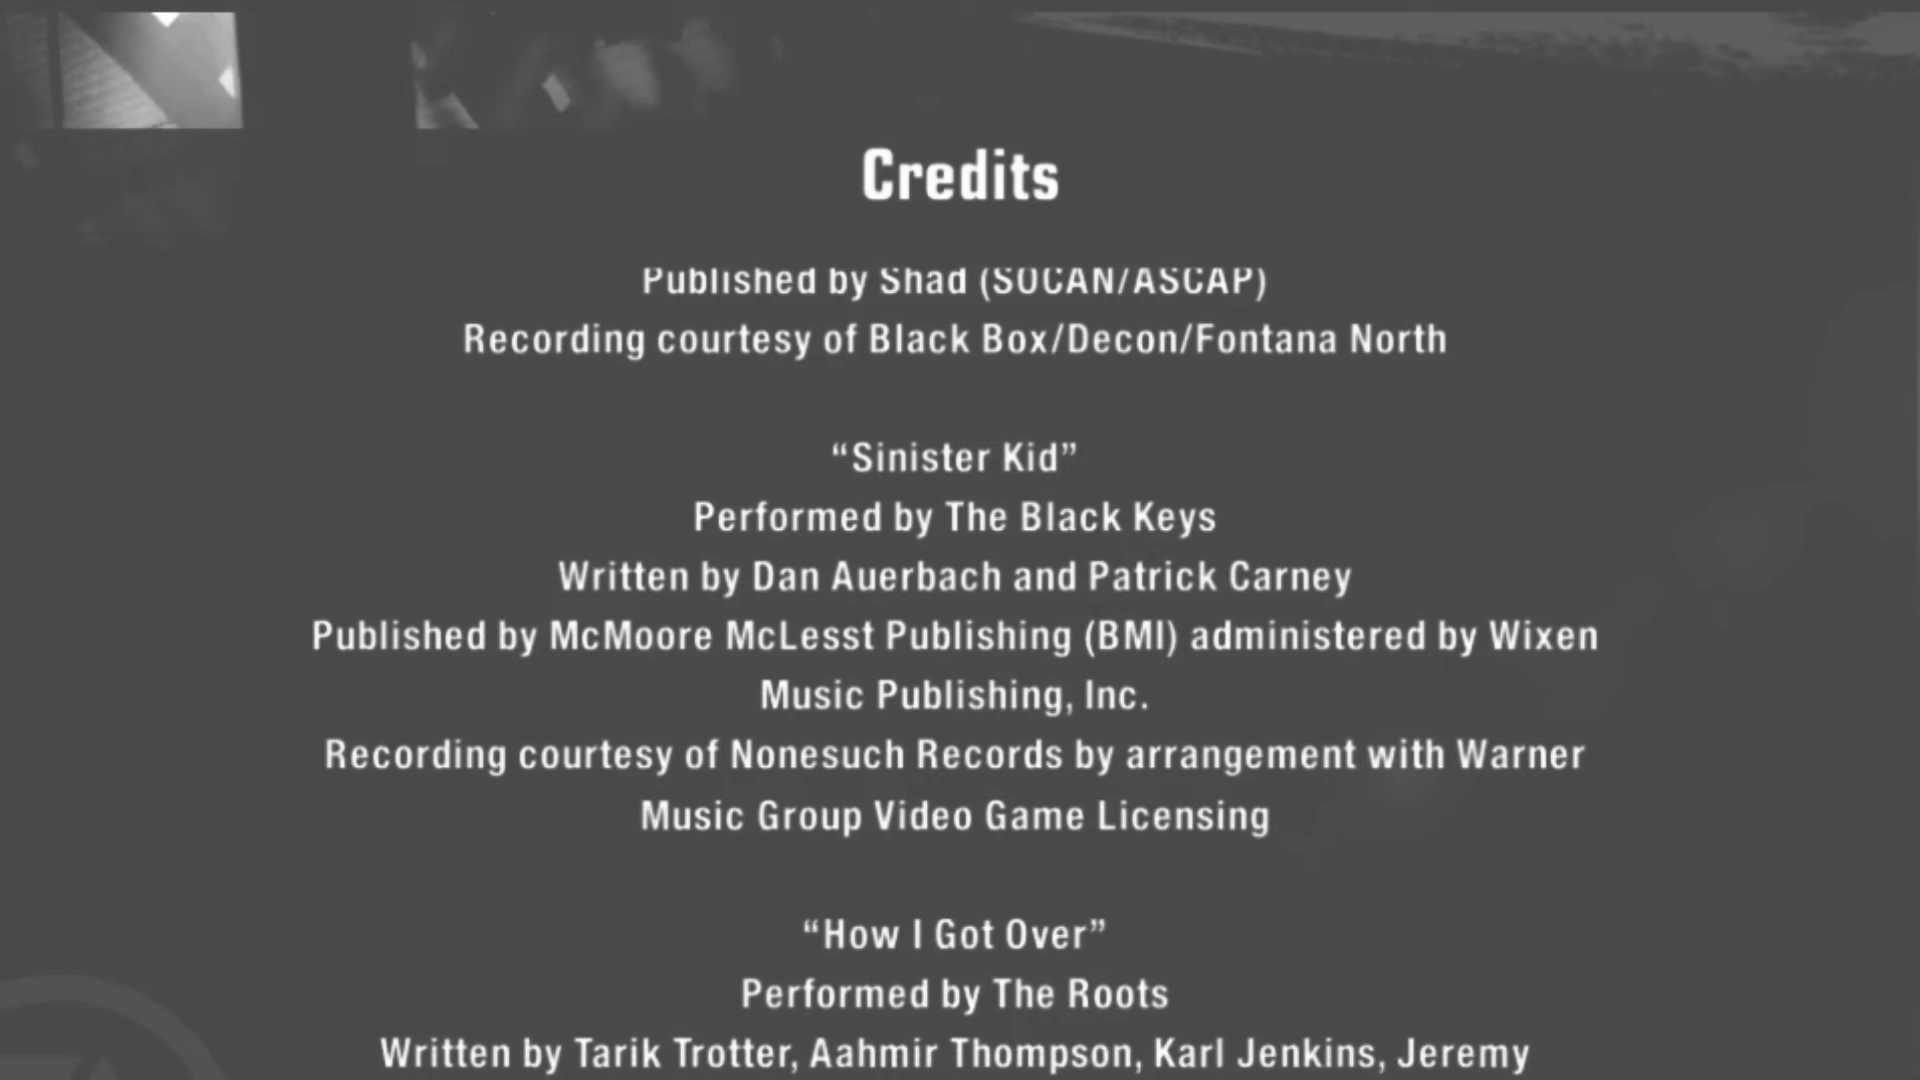 Credits
Published by Shad (SOCAN/ASCAP)
Recording courtesy of Black Box/Decon/Fontana North
“Sinister Kid”
Performed by The Black Keys
Written by Dan Auerbach and Patrick Carney
Published by McMoore McLesst Publishing (BMI) administered by Wixen
Music Publishing, Inc.
Recording courtesy of Nonesuch Records by arrangement with Warner
Music Group Video Game Licensing
“How I Got Over”
Performed by The Roots
Written by Tarik Trotter, Aahmir Thompson, Karl Jenkins, Jeremy